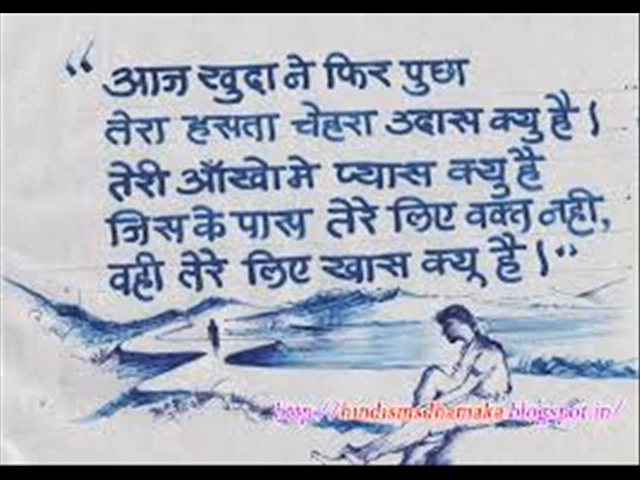 “ आज खुदा ने फिर पुछा
तेरा हसता चेहरा उदास क्यु है।
तेरी आँखो मे प्यास क्यु है
जिस के पास तेरे लिए वक्त नही,
वही तेरे लिए खास क्यू है।”
http://hindismsdhamaka.blogspot.in/